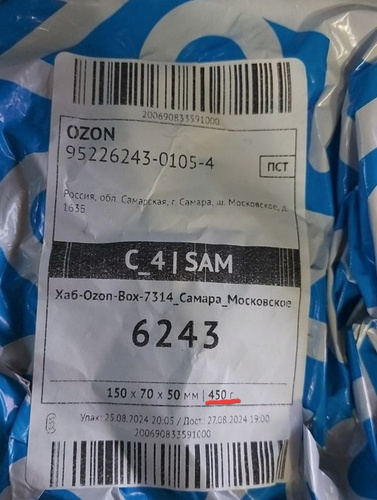 200690833591000
OZON
95226243-0105-4
ПСТ
Россия, обл. Самарская, г. Самара, ш. Московское, д.
163Б
C_4 | SAM
Хаб-Ozon-Box-7314_Самара_Московское
6243
150 x 70 x 50 мм | 450 г
Упак: 25.08.2024 20:05 / Дост: 27.08.2024 19:00
200690833591000